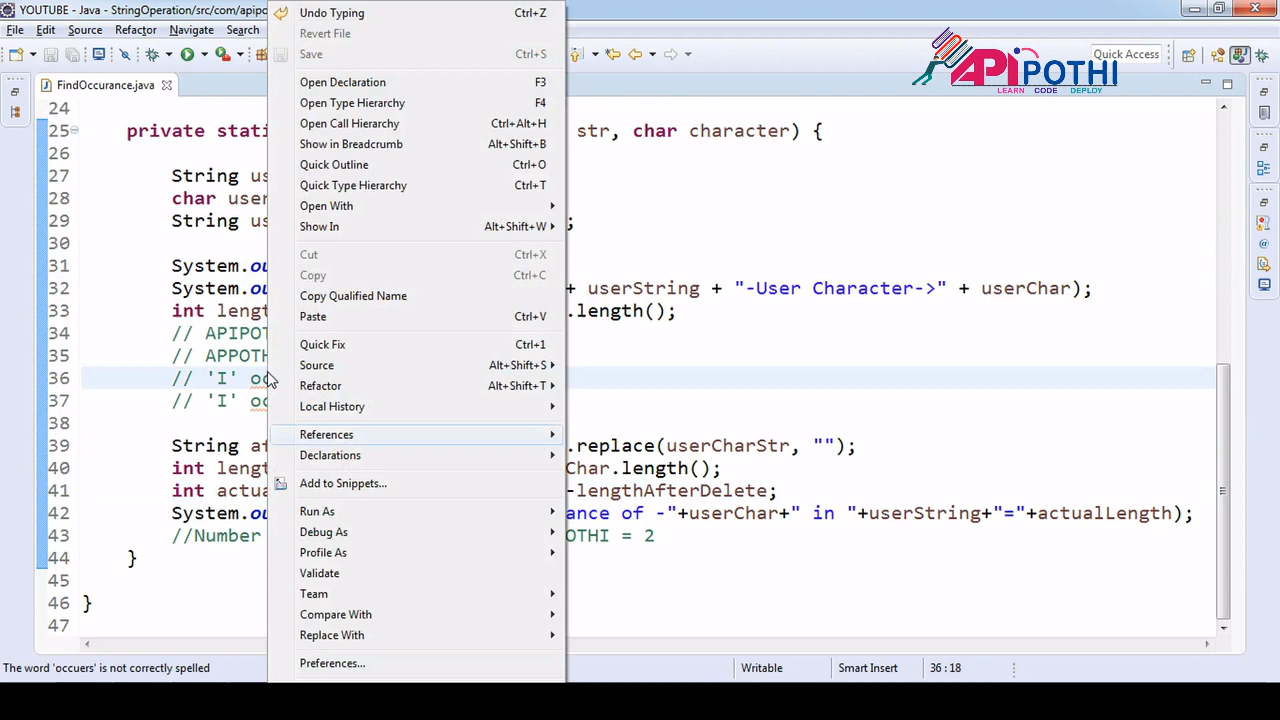 YOUTUBE - Java - StringOperation/src/com/apipo
File Edit Source Refactor Navigate Search
Quick Access
APIPOTHI
LEARN CODE DEPLOY
FindOccurance.java
24
25 private stati str, char character) {
26
27 String us
28 char user
29 String us ;
30
31 System.ou
32 System.ou + userString + "-User Character->" + userChar);
33 int lengt .length();
34 // APIPOT
35 // APPOTH
36 // 'I' oc
37 // 'I' oc
38
39 String af .replace(userCharStr, "");
40 int lengt Char.length();
41 int actua -lengthAfterDelete;
42 System.ou ance of -"+userChar+" in "+userString+"="+actualLength);
43 //Number OTHI = 2
44 }
45
46 }
47
Undo Typing Ctrl+Z
Revert File
Save Ctrl+S
Open Declaration F3
Open Type Hierarchy F4
Open Call Hierarchy Ctrl+Alt+H
Show in Breadcrumb Alt+Shift+B
Quick Outline Ctrl+O
Quick Type Hierarchy Ctrl+T
Open With
Show In Alt+Shift+W
Cut Ctrl+X
Copy Ctrl+C
Copy Qualified Name
Paste Ctrl+V
Quick Fix Ctrl+1
Source Alt+Shift+S
Refactor Alt+Shift+T
Local History
References
Declarations
Add to Snippets...
Run As
Debug As
Profile As
Validate
Team
Compare With
Replace With
Preferences...
The word 'occuers' is not correctly spelled
Writable
Smart Insert
36 : 18